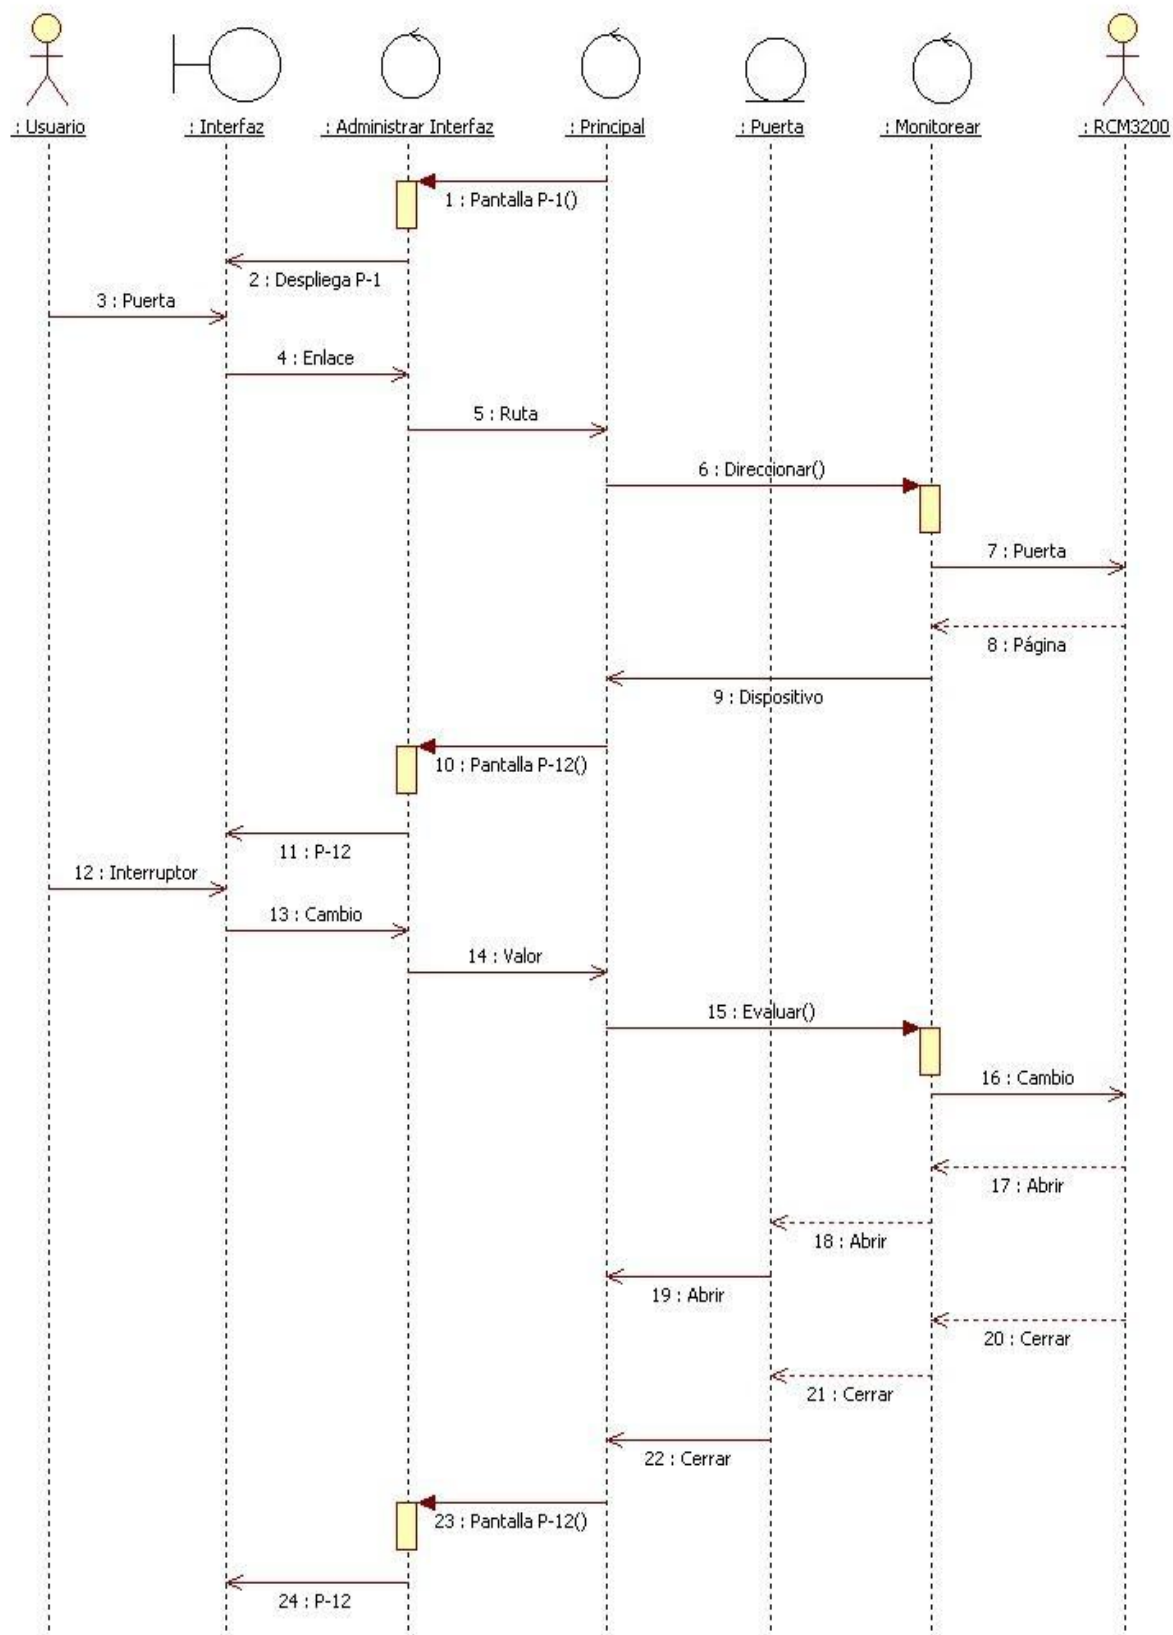 : Usuario
: Interfaz
: Administrar Interfaz
: Principal
: Puerta
: Monitorear
: RCM3200
1 : Pantalla P-1()
2 : Despliega P-1
3 : Puerta
4 : Enlace
5 : Ruta
6 : Direccionar()
7 : Puerta
8 : Página
9 : Dispositivo
10 : Pantalla P-12()
11 : P-12
12 : Interruptor
13 : Cambio
14 : Valor
15 : Evaluar()
16 : Cambio
17 : Abrir
18 : Abrir
19 : Abrir
20 : Cerrar
21 : Cerrar
22 : Cerrar
23 : Pantalla P-12()
24 : P-12